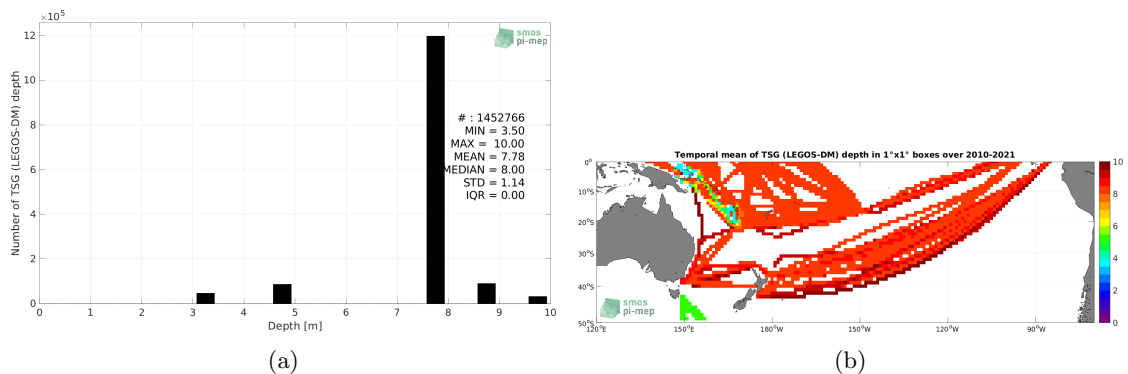 ×10⁵
12
10
8
6
4
2
0
Number of TSG (LEGOS-DM) depth
smos
pi-mep
# : 1452766
MIN = 3.50
MAX = 10.00
MEAN = 7.78
MEDIAN = 8.00
STD = 1.14
IQR = 0.00
0 1 2 3 4 5 6 7 8 9 10
Depth [m]
(a)
Temporal mean of TSG (LEGOS-DM) depth in 1°x1° boxes over 2010-2021
0°
10°S
20°S
30°S
40°S
50°S
smos
pi-mep
120°E 150°E 180°W 150°W 120°W 90°W
10
8
6
4
2
0
(b)